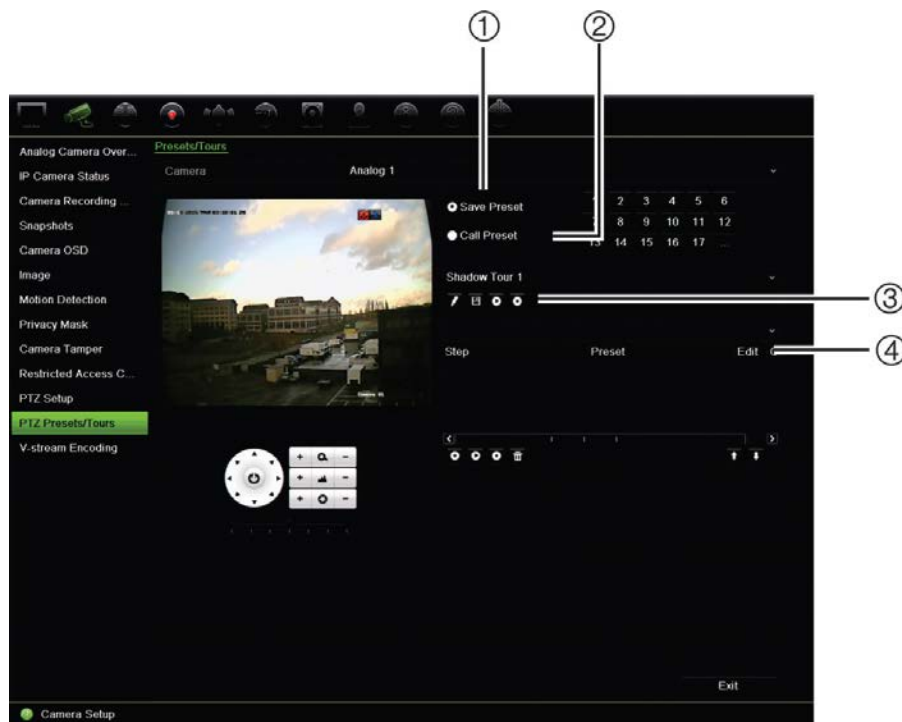 ① ②
Analog Camera Over...
Presets/Tours
IP Camera Status
Camera Analog 1
Camera Recording ...
Save Preset
2 3 4 5 6
Snapshots
8 9 10 11 12
Call Preset
13 14 15 16 17 ...
Camera OSD
Image
Shadow Tour 1
Motion Detection
③
Privacy Mask
Camera Tamper
Step Preset Edit
④
Restricted Access C...
PTZ Setup
PTZ Presets/Tours
V-stream Encoding
+ -
+ -
+ -
Exit
Camera Setup